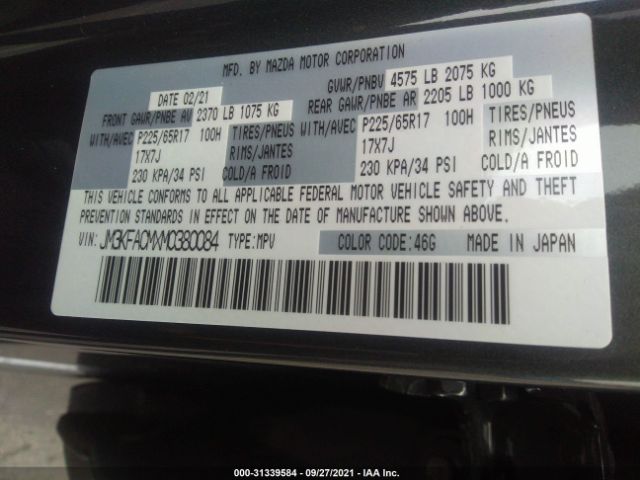 MFD. BY MAZDA MOTOR CORPORATION
DATE 02/21 GVWR/PNBV 4575 LB 2075 KG
FRONT GAWR/PNBE AV 2370 LB 1075 KG REAR GAWR/PNBE AR 2205 LB 1000 KG
WITH/AVEC P225/65R17 100H TIRES/PNEUS WITH/AVEC P225/65R17 100H TIRES/PNEUS
17X7J RIMS/JANTES 17X7J RIMS/JANTES
230 KPA/34 PSI COLD/A FROID 230 KPA/34 PSI COLD/A FROID
THIS VEHICLE CONFORMS TO ALL APPLICABLE FEDERAL MOTOR VEHICLE SAFETY AND THEFT
PREVENTION STANDARDS IN EFFECT ON THE DATE OF MANUFACTURE SHOWN ABOVE.
VIN: JM3KFACMXM0380084 TYPE:MPV COLOR CODE:46G MADE IN JAPAN
000-31339584 - 09/27/2021 - IAA Inc.